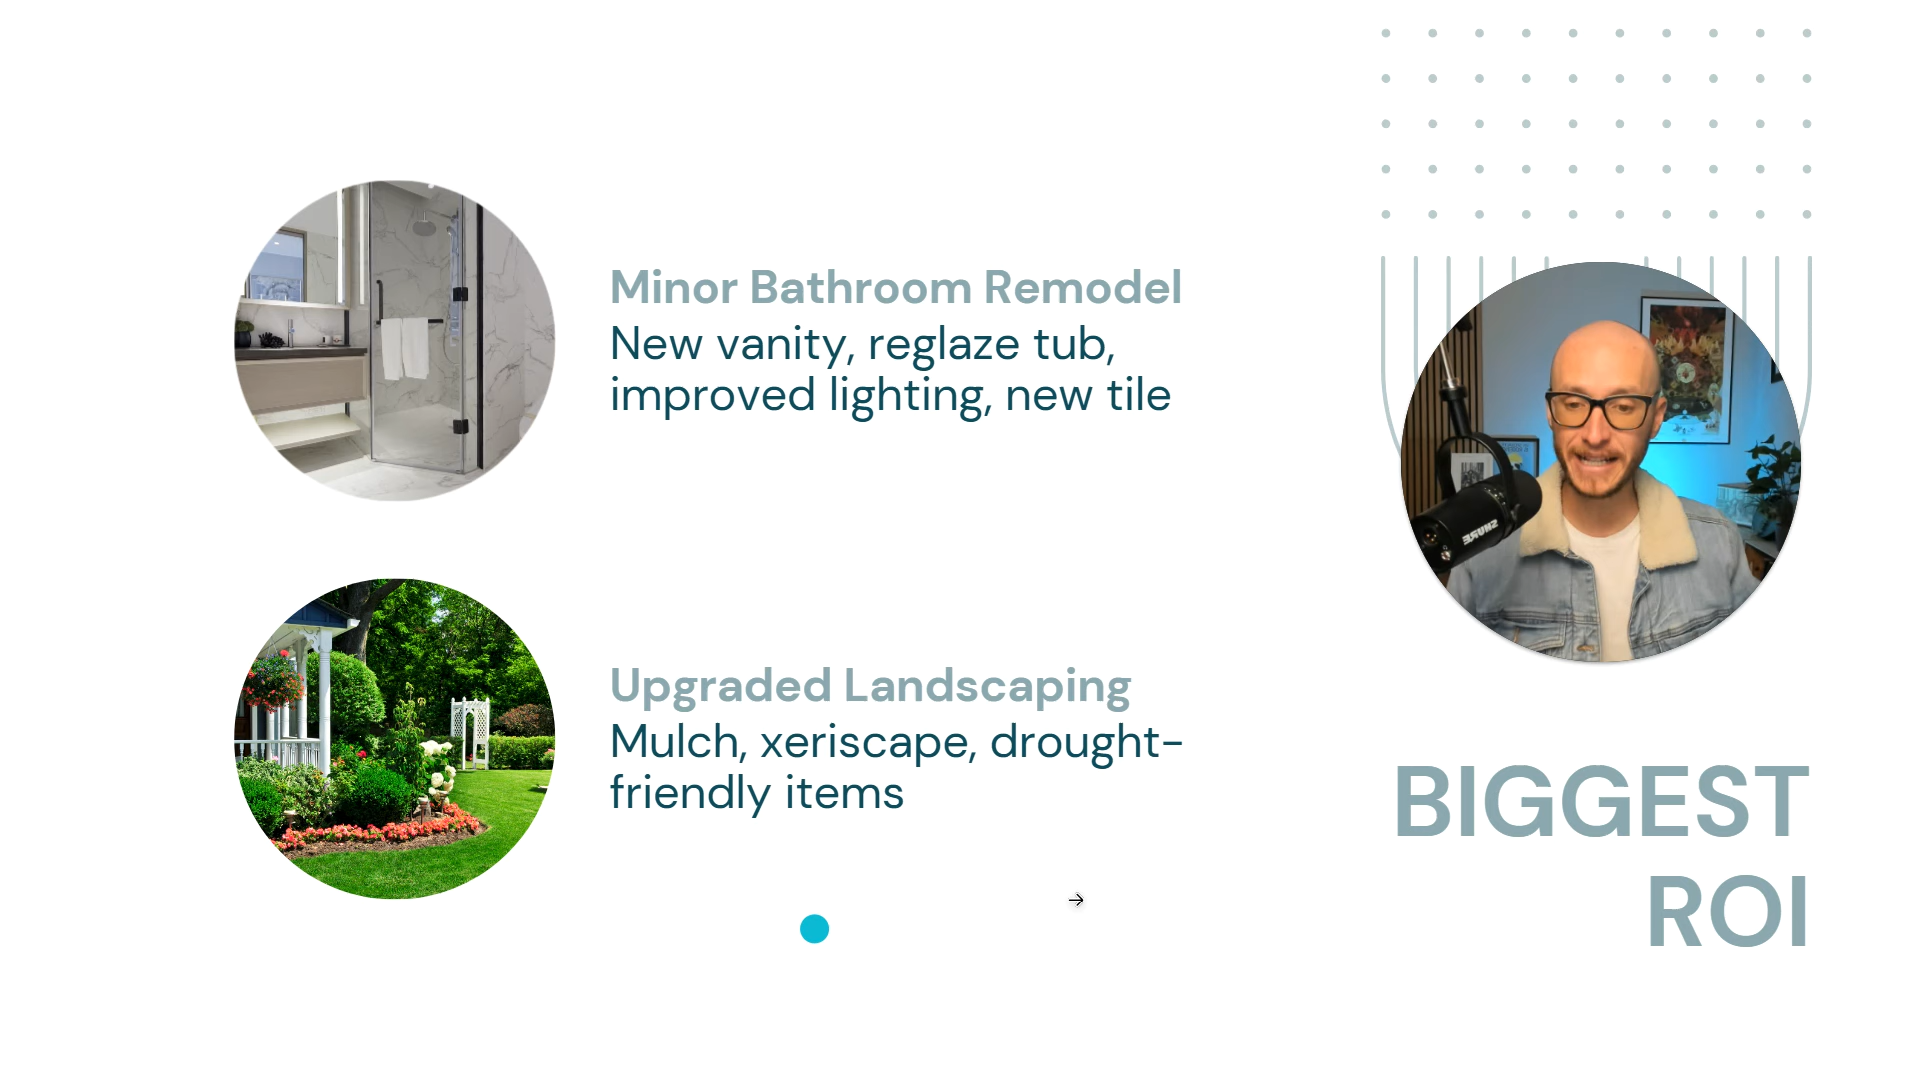 Minor Bathroom Remodel
New vanity, reglaze tub,
improved lighting, new tile
SHURE
Upgraded Landscaping
Mulch, xeriscape, drought-
friendly items
BIGGEST
ROI